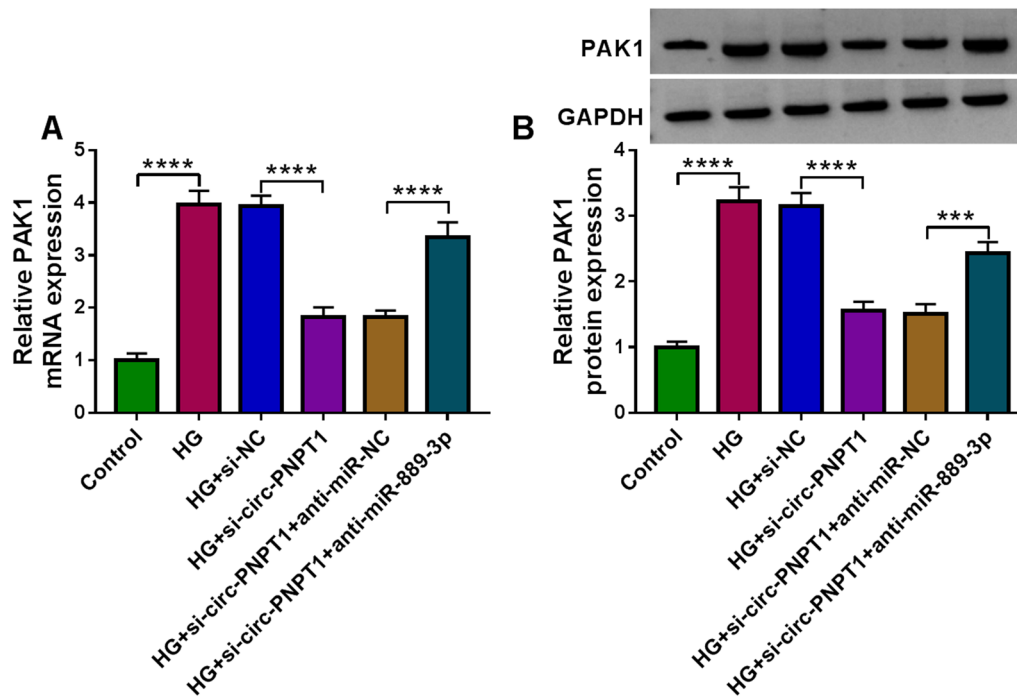 A
Relative PAK1
mRNA expression
5
4
3
2
1
0
****
****
****
Control
HG
HG+si-NC
HG+si-circ-PNPT1
HG+si-circ-PNPT1+anti-miR-NC
HG+si-circ-PNPT1+anti-miR-889-3p
B
PAK1
GAPDH
Relative PAK1
protein expression
4
3
2
1
0
****
****
***
Control
HG
HG+si-NC
HG+si-circ-PNPT1
HG+si-circ-PNPT1+anti-miR-NC
HG+si-circ-PNPT1+anti-miR-889-3p